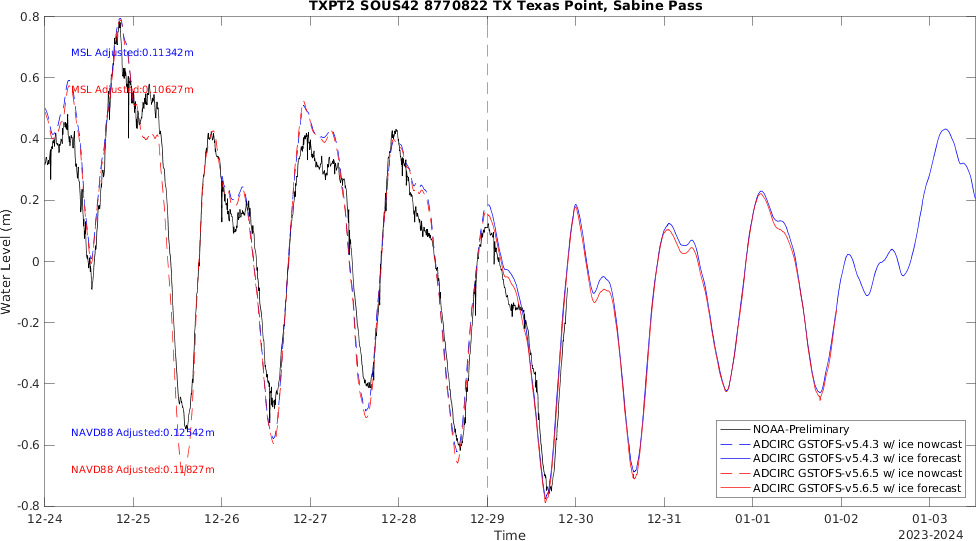 TXPT2 SOUS42 8770822 TX Texas Point, Sabine Pass
0.8
0.6
0.4
0.2
0
-0.2
-0.4
-0.6
-0.8
Water Level (m)
MSL Adjusted:0.11342m
MSL Adjusted:0.10627m
NAVD88 Adjusted:0.12542m
NAVD88 Adjusted:0.11827m
NOAA-Preliminary
ADCIRC GSTOFS-v5.4.3 w/ ice nowcast
ADCIRC GSTOFS-v5.4.3 w/ ice forecast
ADCIRC GSTOFS-v5.6.5 w/ ice nowcast
ADCIRC GSTOFS-v5.6.5 w/ ice forecast
12-24 12-25 12-26 12-27 12-28 12-29 12-30 12-31 01-01 01-02 01-03
Time
2023-2024